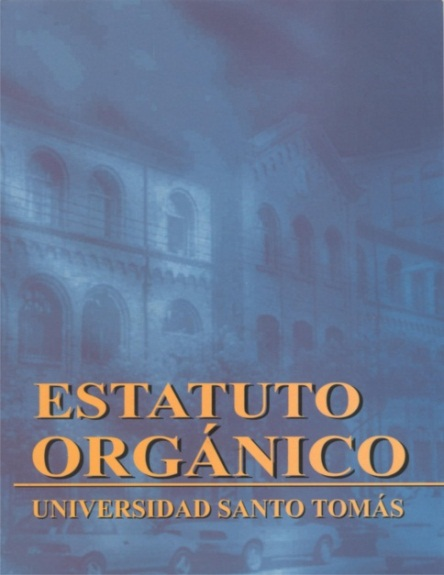 ESTATUTO
ORGÁNICO
UNIVERSIDAD SANTO TOMÁS